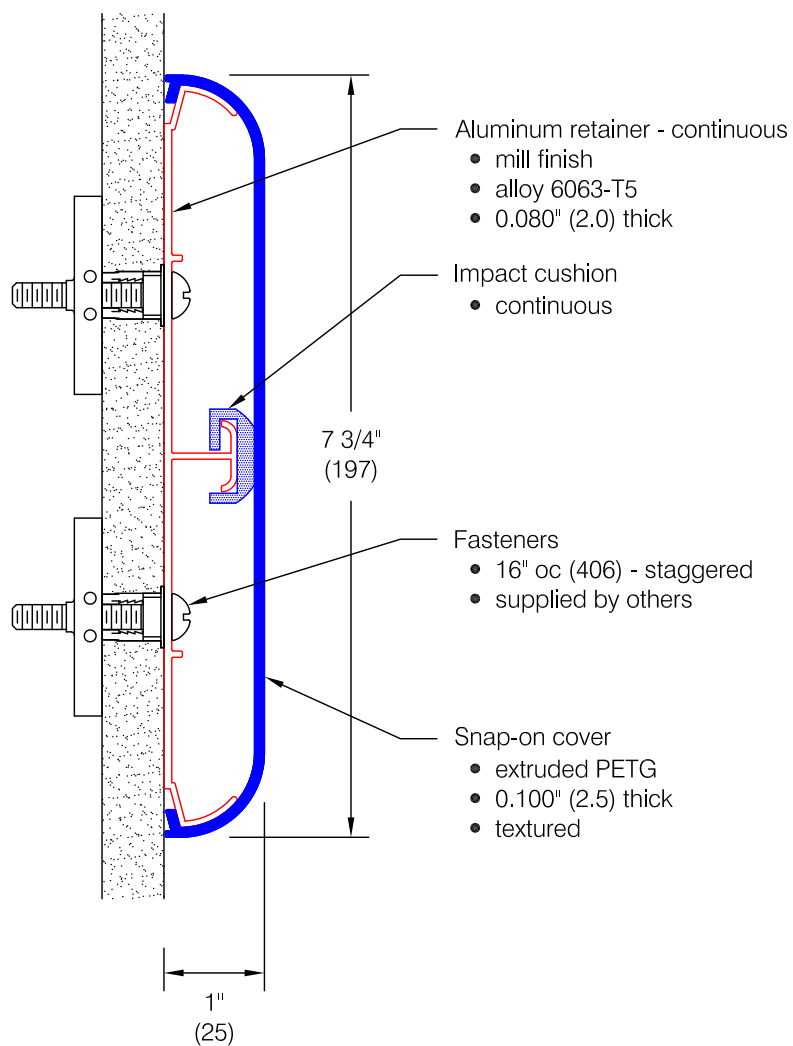 Aluminum retainer - continuous
● mill finish
● alloy 6063-T5
● 0.080" (2.0) thick
Impact cushion
● continuous
7 3/4"
(197)
Fasteners
● 16" oc (406) - staggered
● supplied by others
Snap-on cover
● extruded PETG
● 0.100" (2.5) thick
● textured
1"
(25)